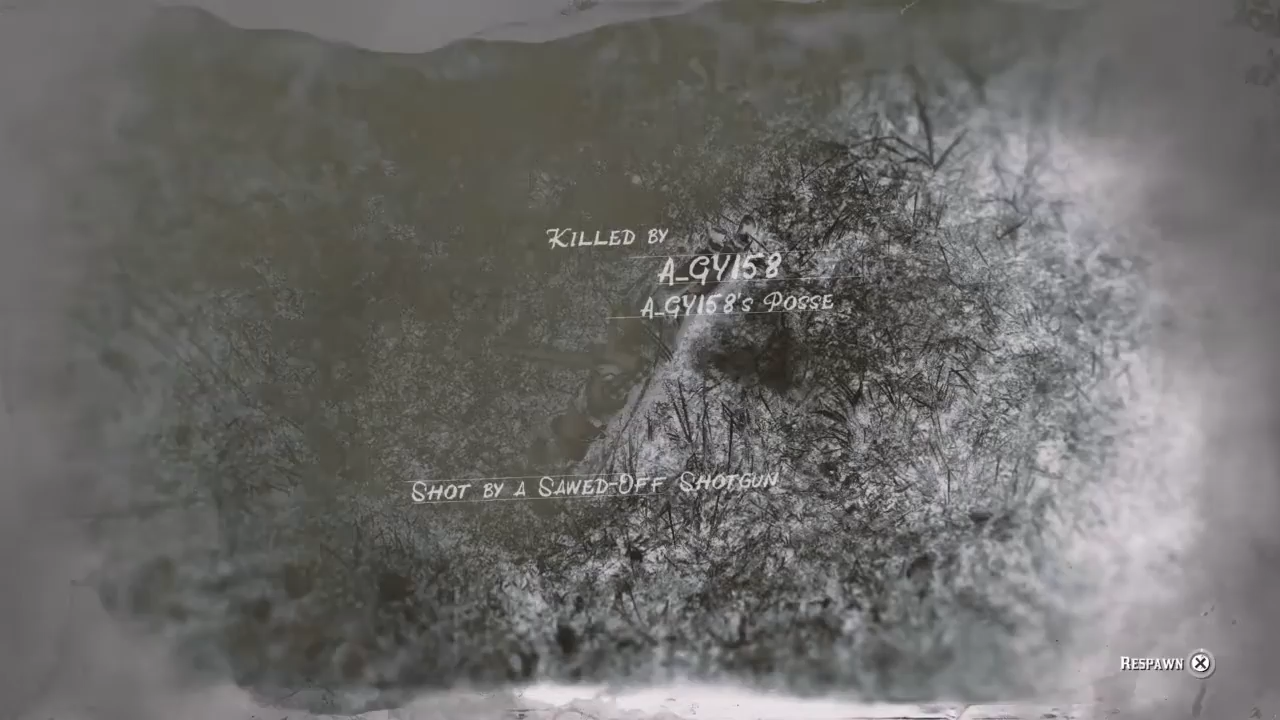 Killed by
A_GY158
A_GY158's Posse
Shot by a Sawed-Off Shotgun
Respawn